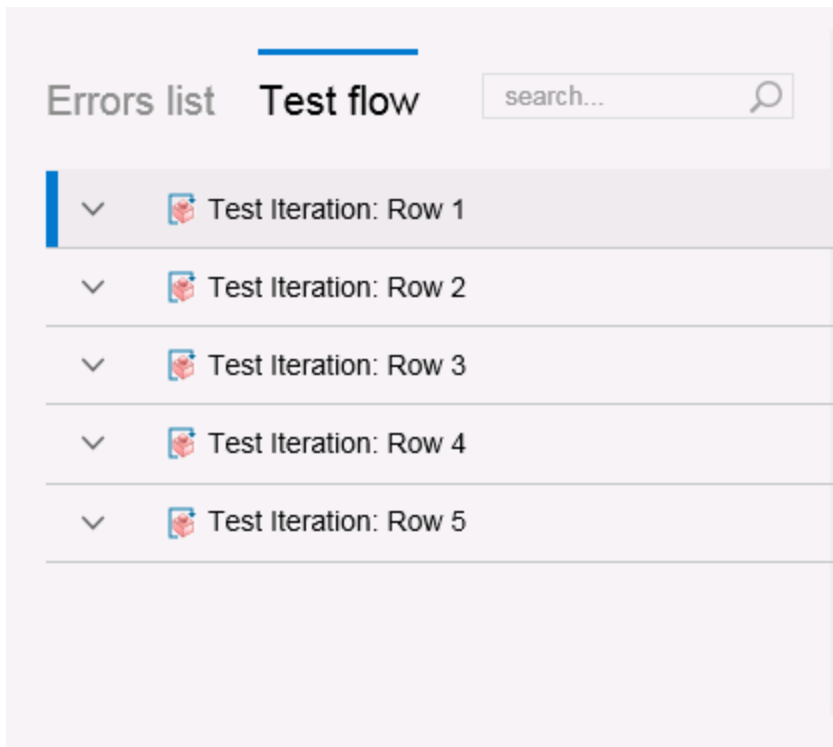 Errors list Test flow search...
Test Iteration: Row 1
Test Iteration: Row 2
Test Iteration: Row 3
Test Iteration: Row 4
Test Iteration: Row 5